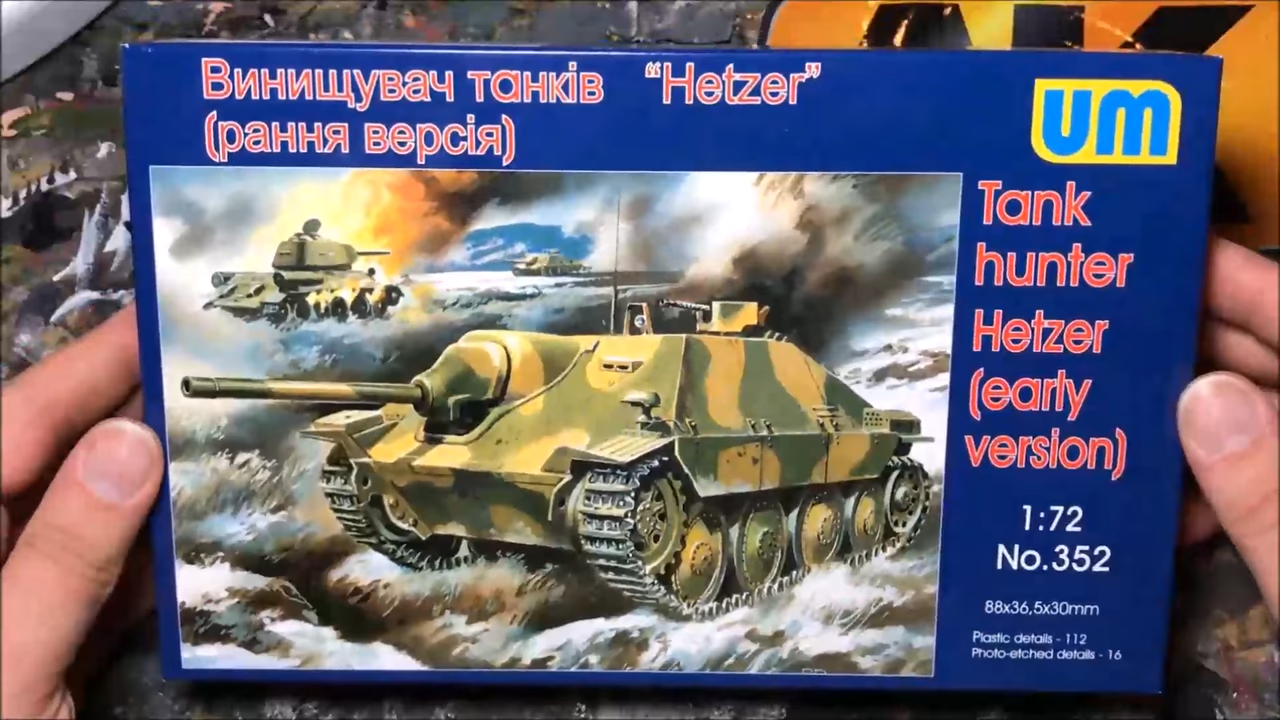 Винищувач танків "Hetzer"
(рання версія)
um
Tank
hunter
Hetzer
(early
version)
1:72
No.352
88x36,5x30mm
Plastic details - 112
Photo-etched details - 16